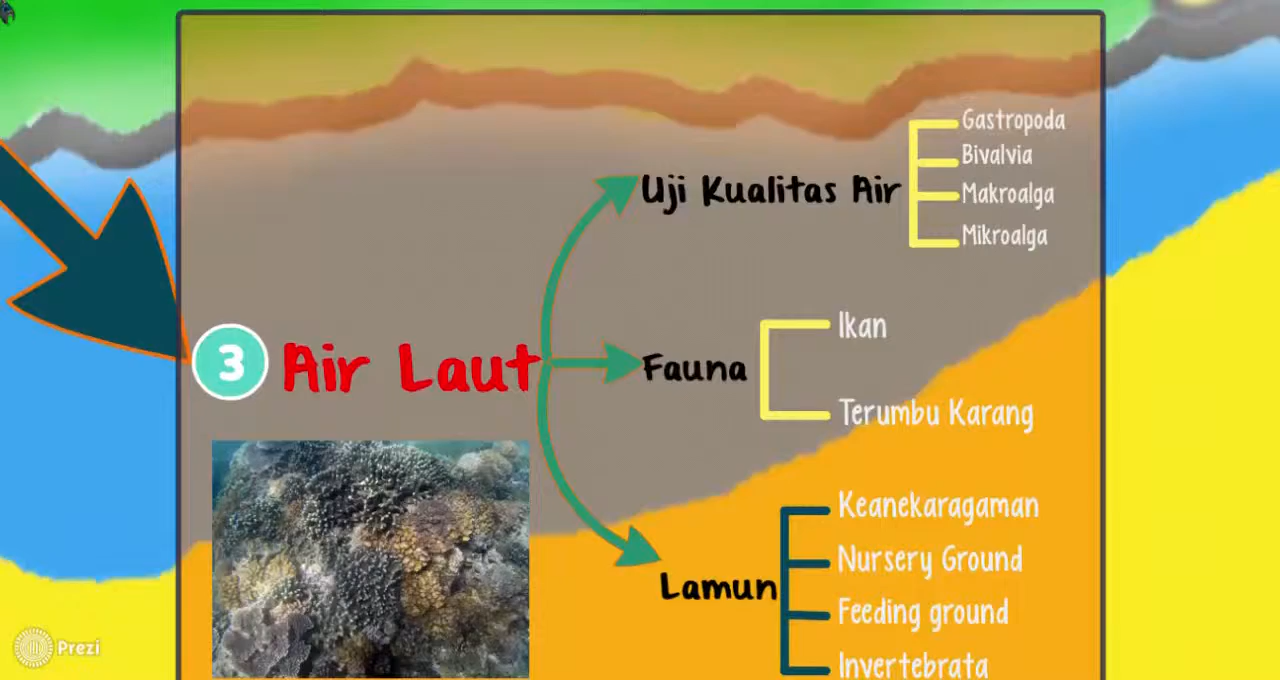 3 Air Laut
Uji Kualitas Air
Gastropoda
Bivalvia
Makroalga
Mikroalga
Fauna
Ikan
Terumbu Karang
Lamun
Keanekaragaman
Nursery Ground
Feeding ground
Invertebrata
Prezi